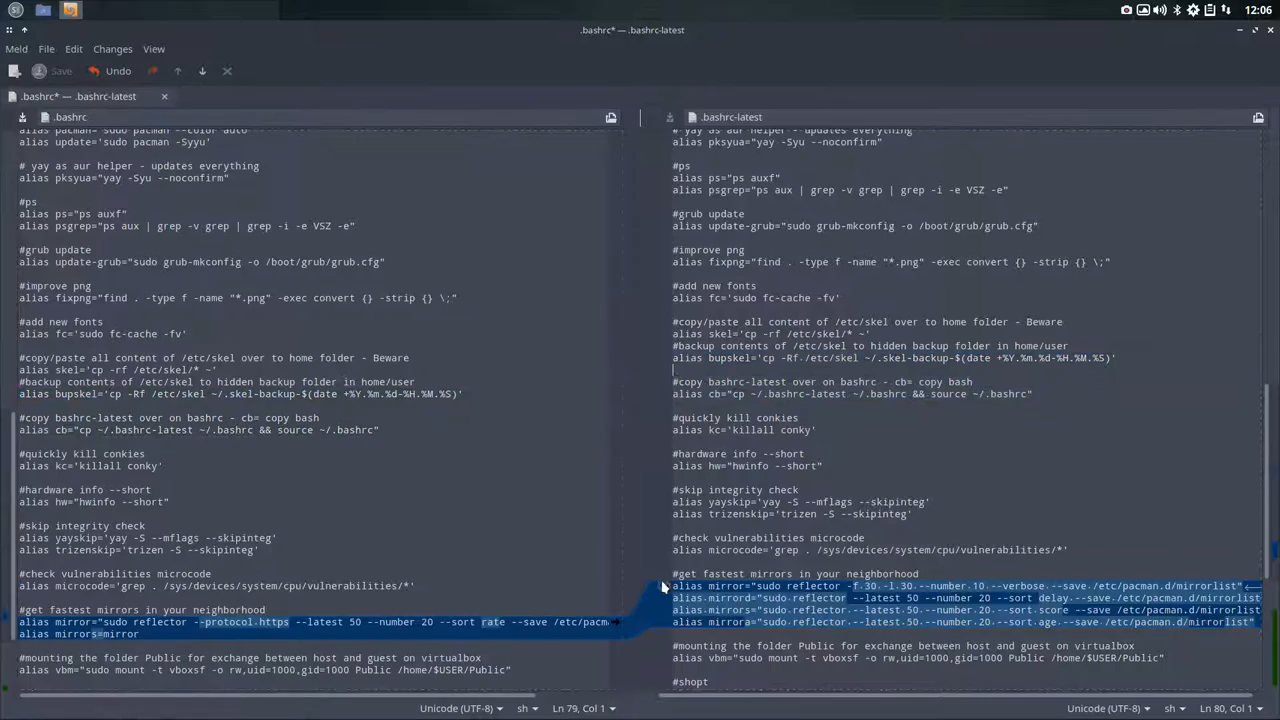 12:06
.bashrc* — .bashrc-latest
Meld File Edit Changes View
Save Undo
.bashrc* — .bashrc-latest
.bashrc
alias pacman='sudo pacman --color auto'
alias update='sudo pacman -Syyu'
# yay as aur helper - updates everything
alias pksyua="yay -Syu --noconfirm"
#ps
alias ps="ps auxf"
alias psgrep="ps aux | grep -v grep | grep -i -e VSZ -e"
#grub update
alias update-grub="sudo grub-mkconfig -o /boot/grub/grub.cfg"
#improve png
alias fixpng="find . -type f -name "*.png" -exec convert {} -strip {} \;"
#add new fonts
alias fc='sudo fc-cache -fv'
#copy/paste all content of /etc/skel over to home folder - Beware
alias skel='cp -rf /etc/skel/* ~'
#backup contents of /etc/skel to hidden backup folder in home/user
alias bupskel='cp -Rf /etc/skel ~/.skel-backup-$(date +%Y.%m.%d-%H.%M.%S)'
#copy bashrc-latest over on bashrc - cb= copy bash
alias cb="cp ~/.bashrc-latest ~/.bashrc && source ~/.bashrc"
#quickly kill conkies
alias kc='killall conky'
#hardware info --short
alias hw="hwinfo --short"
#skip integrity check
alias yayskip='yay -S --mflags --skipinteg'
alias trizenskip='trizen -S --skipinteg'
#check vulnerabilities microcode
alias microcode='grep . /sys/devices/system/cpu/vulnerabilities/*'
#get fastest mirrors in your neighborhood
alias mirror="sudo reflector --protocol https --latest 50 --number 20 --sort rate --save /etc/pacm
alias mirrors=mirror
#mounting the folder Public for exchange between host and guest on virtualbox
alias vbm="sudo mount -t vboxsf -o rw,uid=1000,gid=1000 Public /home/$USER/Public"
Unicode (UTF-8) sh Ln 79, Col 1
.bashrc-latest
# yay as aur helper - updates everything
alias pksyua="yay -Syu --noconfirm"
#ps
alias ps="ps auxf"
alias psgrep="ps aux | grep -v grep | grep -i -e VSZ -e"
#grub update
alias update-grub="sudo grub-mkconfig -o /boot/grub/grub.cfg"
#improve png
alias fixpng="find . -type f -name "*.png" -exec convert {} -strip {} \;"
#add new fonts
alias fc='sudo fc-cache -fv'
#copy/paste all content of /etc/skel over to home folder - Beware
alias skel='cp -rf /etc/skel/* ~'
#backup contents of /etc/skel to hidden backup folder in home/user
alias bupskel='cp -Rf /etc/skel ~/.skel-backup-$(date +%Y.%m.%d-%H.%M.%S)'
#copy bashrc-latest over on bashrc - cb= copy bash
alias cb="cp ~/.bashrc-latest ~/.bashrc && source ~/.bashrc"
#quickly kill conkies
alias kc='killall conky'
#hardware info --short
alias hw="hwinfo --short"
#skip integrity check
alias yayskip='yay -S --mflags --skipinteg'
alias trizenskip='trizen -S --skipinteg'
#check vulnerabilities microcode
alias microcode='grep . /sys/devices/system/cpu/vulnerabilities/*'
#get fastest mirrors in your neighborhood
alias mirror="sudo reflector -f 30 -l 30 --number 10 --verbose --save /etc/pacman.d/mirrorlist"
alias mirrord="sudo reflector --latest 50 --number 20 --sort delay --save /etc/pacman.d/mirrorlist
alias mirrors="sudo reflector --latest 50 --number 20 --sort score --save /etc/pacman.d/mirrorlist
alias mirrora="sudo reflector --latest 50 --number 20 --sort age --save /etc/pacman.d/mirrorlist"
#mounting the folder Public for exchange between host and guest on virtualbox
alias vbm="sudo mount -t vboxsf -o rw,uid=1000,gid=1000 Public /home/$USER/Public"
#shopt
Unicode (UTF-8) sh Ln 80, Col 1